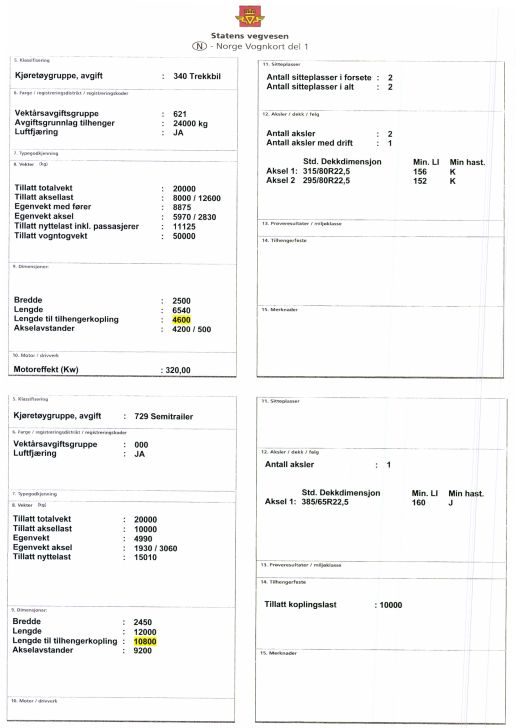 Statens vegvesen
N - Norge Vognkort del 1
5. Klassifisering
Kjøretøygruppe, avgift : 340 Trekkbil
6. Farge / registreringsdistrikt / registreringskoder
Vektårsavgiftsgruppe : 621
Avgiftsgrunnlag tilhenger : 24000 kg
Luftfjæring : JA
7. Typegodkjenning
8. Vekter (kg)
Tillatt totalvekt : 20000
Tillatt aksellast : 8000 / 12600
Egenvekt med fører : 8875
Egenvekt aksel : 5970 / 2830
Tillatt nyttelast inkl. passasjerer : 11125
Tillatt vogntogvekt : 50000
9. Dimensjoner:
Bredde : 2500
Lengde : 6540
Lengde til tilhengerkopling : 4600
Akselavstander : 4200 / 500
10. Motor / drivverk
Motoreffekt (Kw) : 320,00
11. Sitteplasser
Antall sitteplasser i forsete : 2
Antall sitteplasser i alt : 2
12. Aksler / dekk / felg
Antall aksler : 2
Antall aksler med drift : 1
Std. Dekkdimensjon Min. LI Min hast.
Aksel 1: 315/80R22,5 156 K
Aksel 2 295/80R22,5 152 K
13. Prøveresultater / miljøklasse
14. Tilhengerfeste
15. Merknader
5. Klassifisering
Kjøretøygruppe, avgift : 729 Semitrailer
6. Farge / registreringsdistrikt / registreringskoder
Vektårsavgiftsgruppe : 000
Luftfjæring : JA
7. Typegodkjenning
8. Vekter (kg)
Tillatt totalvekt : 20000
Tillatt aksellast : 10000
Egenvekt : 4990
Egenvekt aksel : 1930 / 3060
Tillatt nyttelast : 15010
9. Dimensjoner:
Bredde : 2450
Lengde : 12000
Lengde til tilhengerkopling : 10800
Akselavstander : 9200
10. Motor / drivverk
11. Sitteplasser
12. Aksler / dekk / felg
Antall aksler : 1
Std. Dekkdimensjon Min. LI Min hast.
Aksel 1: 385/65R22,5 160 J
13. Prøveresultater / miljøklasse
14. Tilhengerfeste
Tillatt koplingslast : 10000
15. Merknader